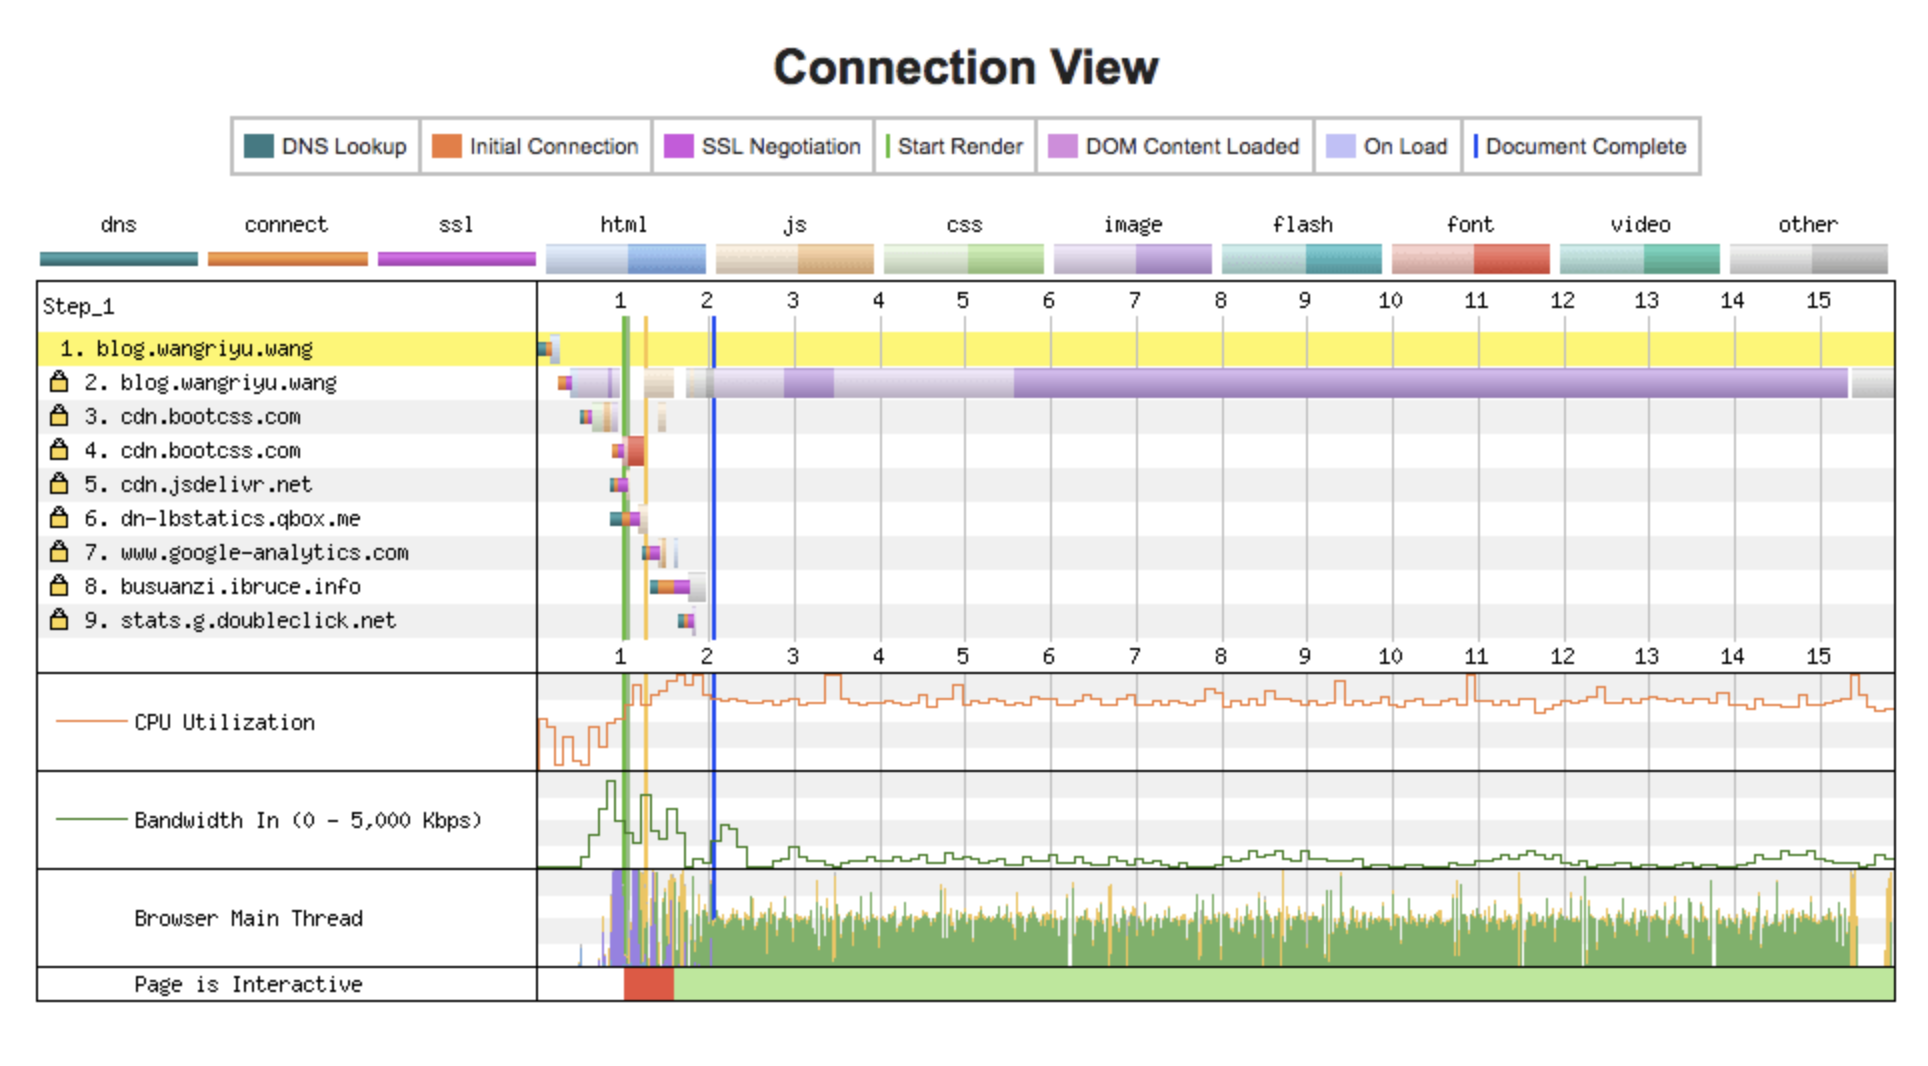 Connection View
DNS Lookup Initial Connection SSL Negotiation Start Render DOM Content Loaded On Load Document Complete
dns connect ssl html js css image flash font video other
Step_1 1 2 3 4 5 6 7 8 9 10 11 12 13 14 15
1. blog.wangriyu.wang
2. blog.wangriyu.wang
3. cdn.bootcss.com
4. cdn.bootcss.com
5. cdn.jsdelivr.net
6. dn-lbstatics.qbox.me
7. www.google-analytics.com
8. busuanzi.ibruce.info
9. stats.g.doubleclick.net
1 2 3 4 5 6 7 8 9 10 11 12 13 14 15
CPU Utilization
Bandwidth In (0 - 5,000 Kbps)
Browser Main Thread
Page is Interactive